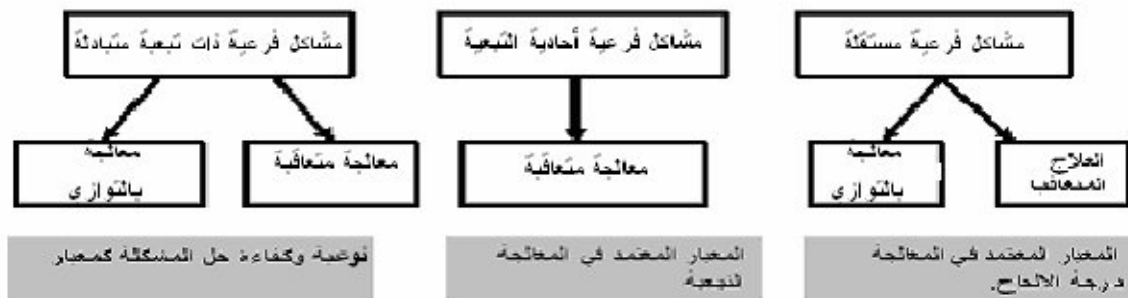 مشاكل فرعية مستقلة
مشاكل فرعية أحادية التبعية
مشاكل فرعية ذات تبعية متبادلة
العلاج
المتعاقب
معالجة
بالتوازي
معالجة متعاقبة
معالجة متعاقبة
معالجة
بالتوازي
المعيار المعتمد في المعالجة
درجة الالحاح.
المعيار المعتمد في المعالجة
التبعية
نوعية وكفاءة حل المشكلة كمعيار